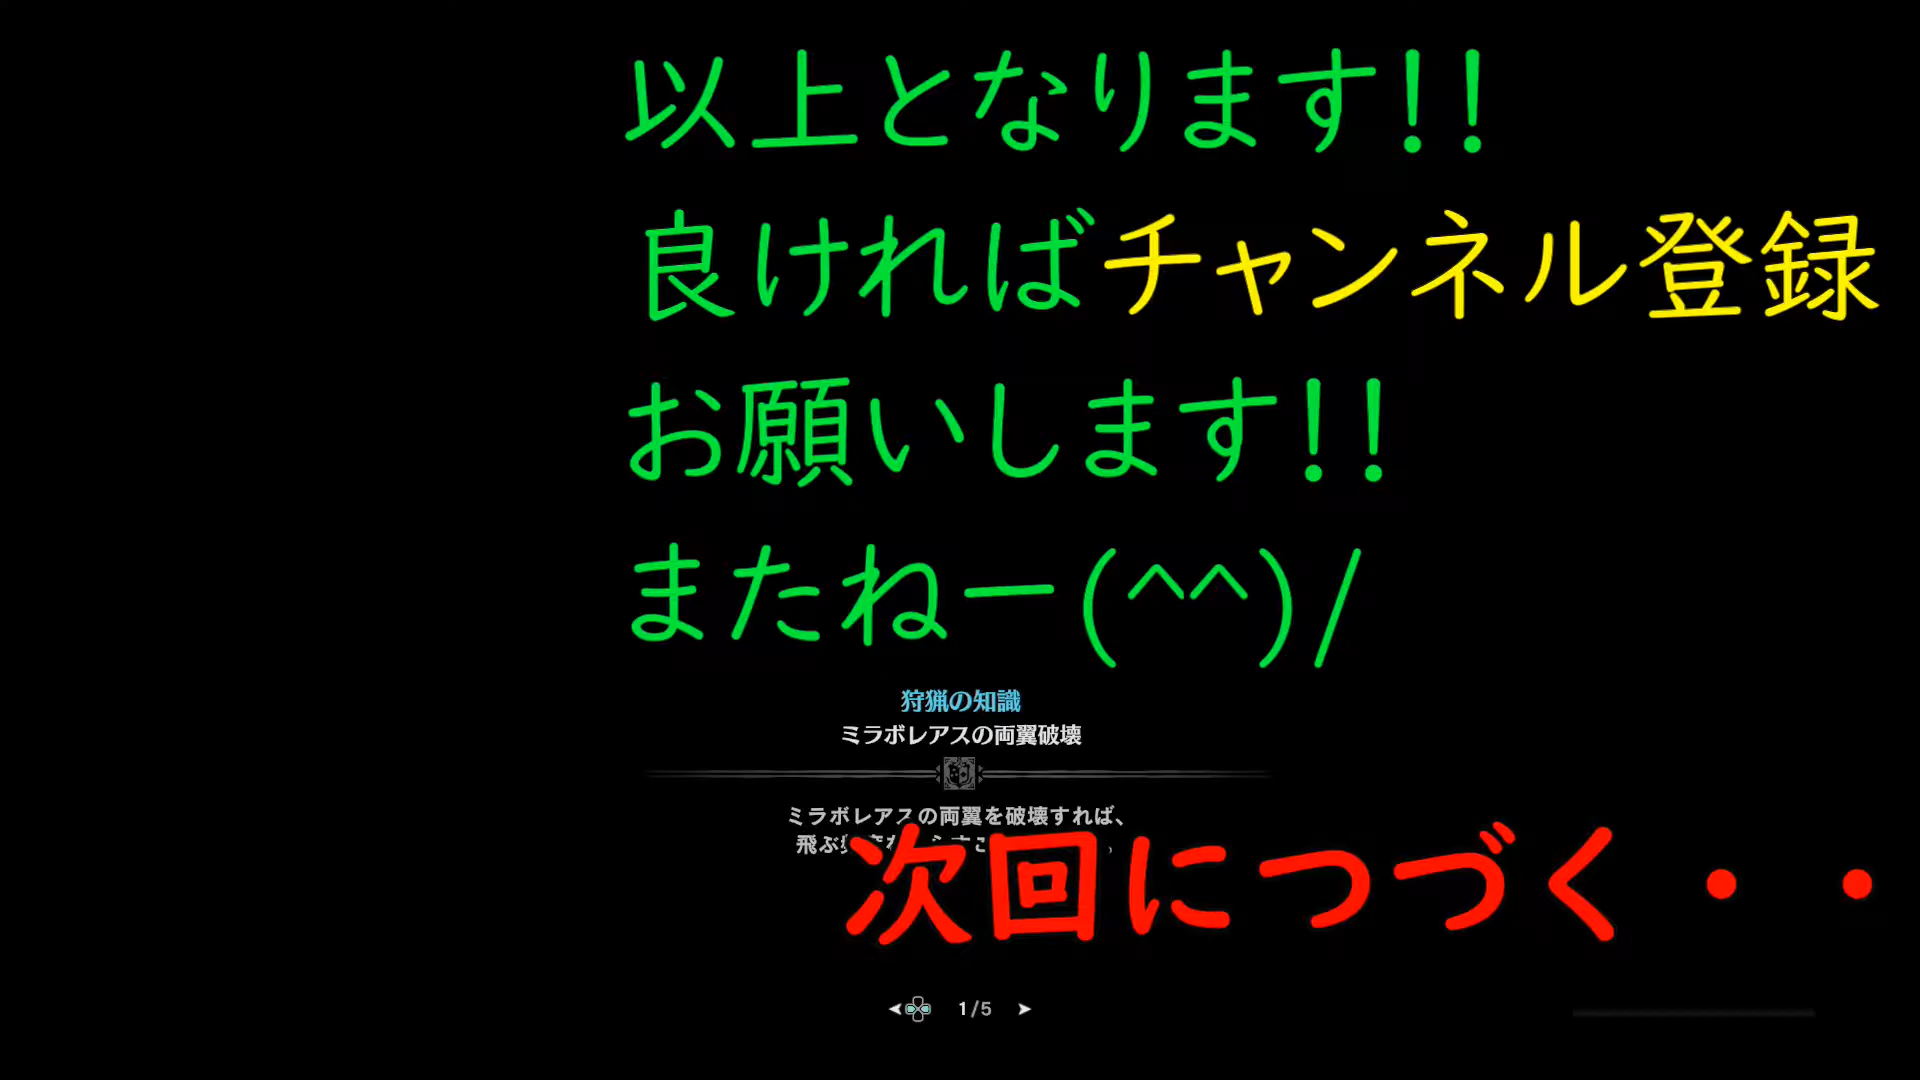 以上となります!!
良ければチャンネル登録
お願いします!!
またねー(^^)/
狩猟の知識
ミラボレアスの両翼破壊
ミラボレアスの両翼を破壊すれば、
飛ぶ
次回につづく・・
1/5